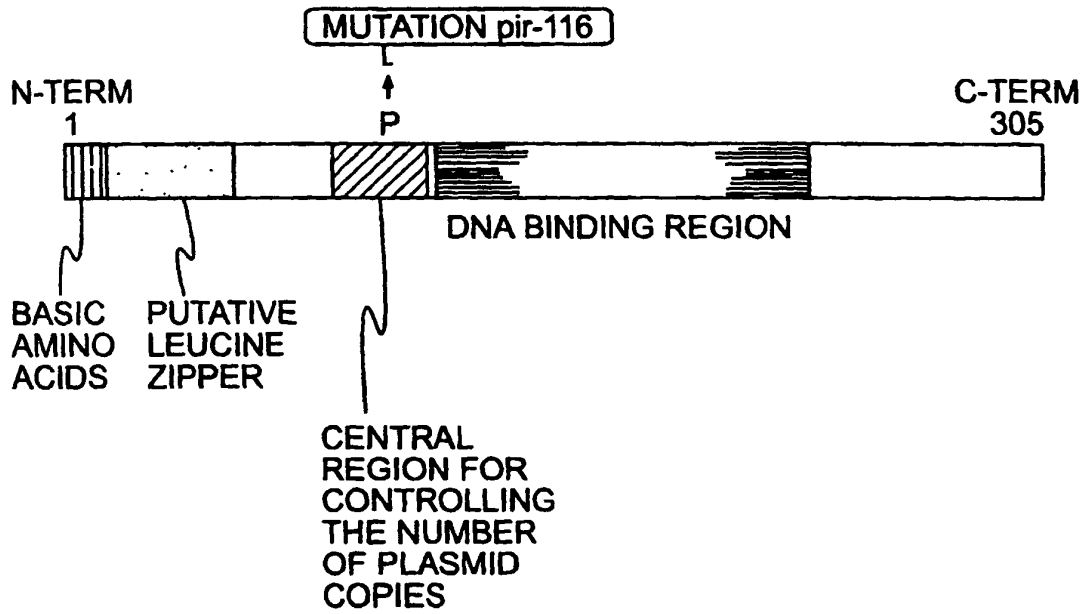 MUTATION pir-116
L
N-TERM
1
P
C-TERM
305
DNA BINDING REGION
BASIC
AMINO
ACIDS
PUTATIVE
LEUCINE
ZIPPER
CENTRAL
REGION FOR
CONTROLLING
THE NUMBER
OF PLASMID
COPIES